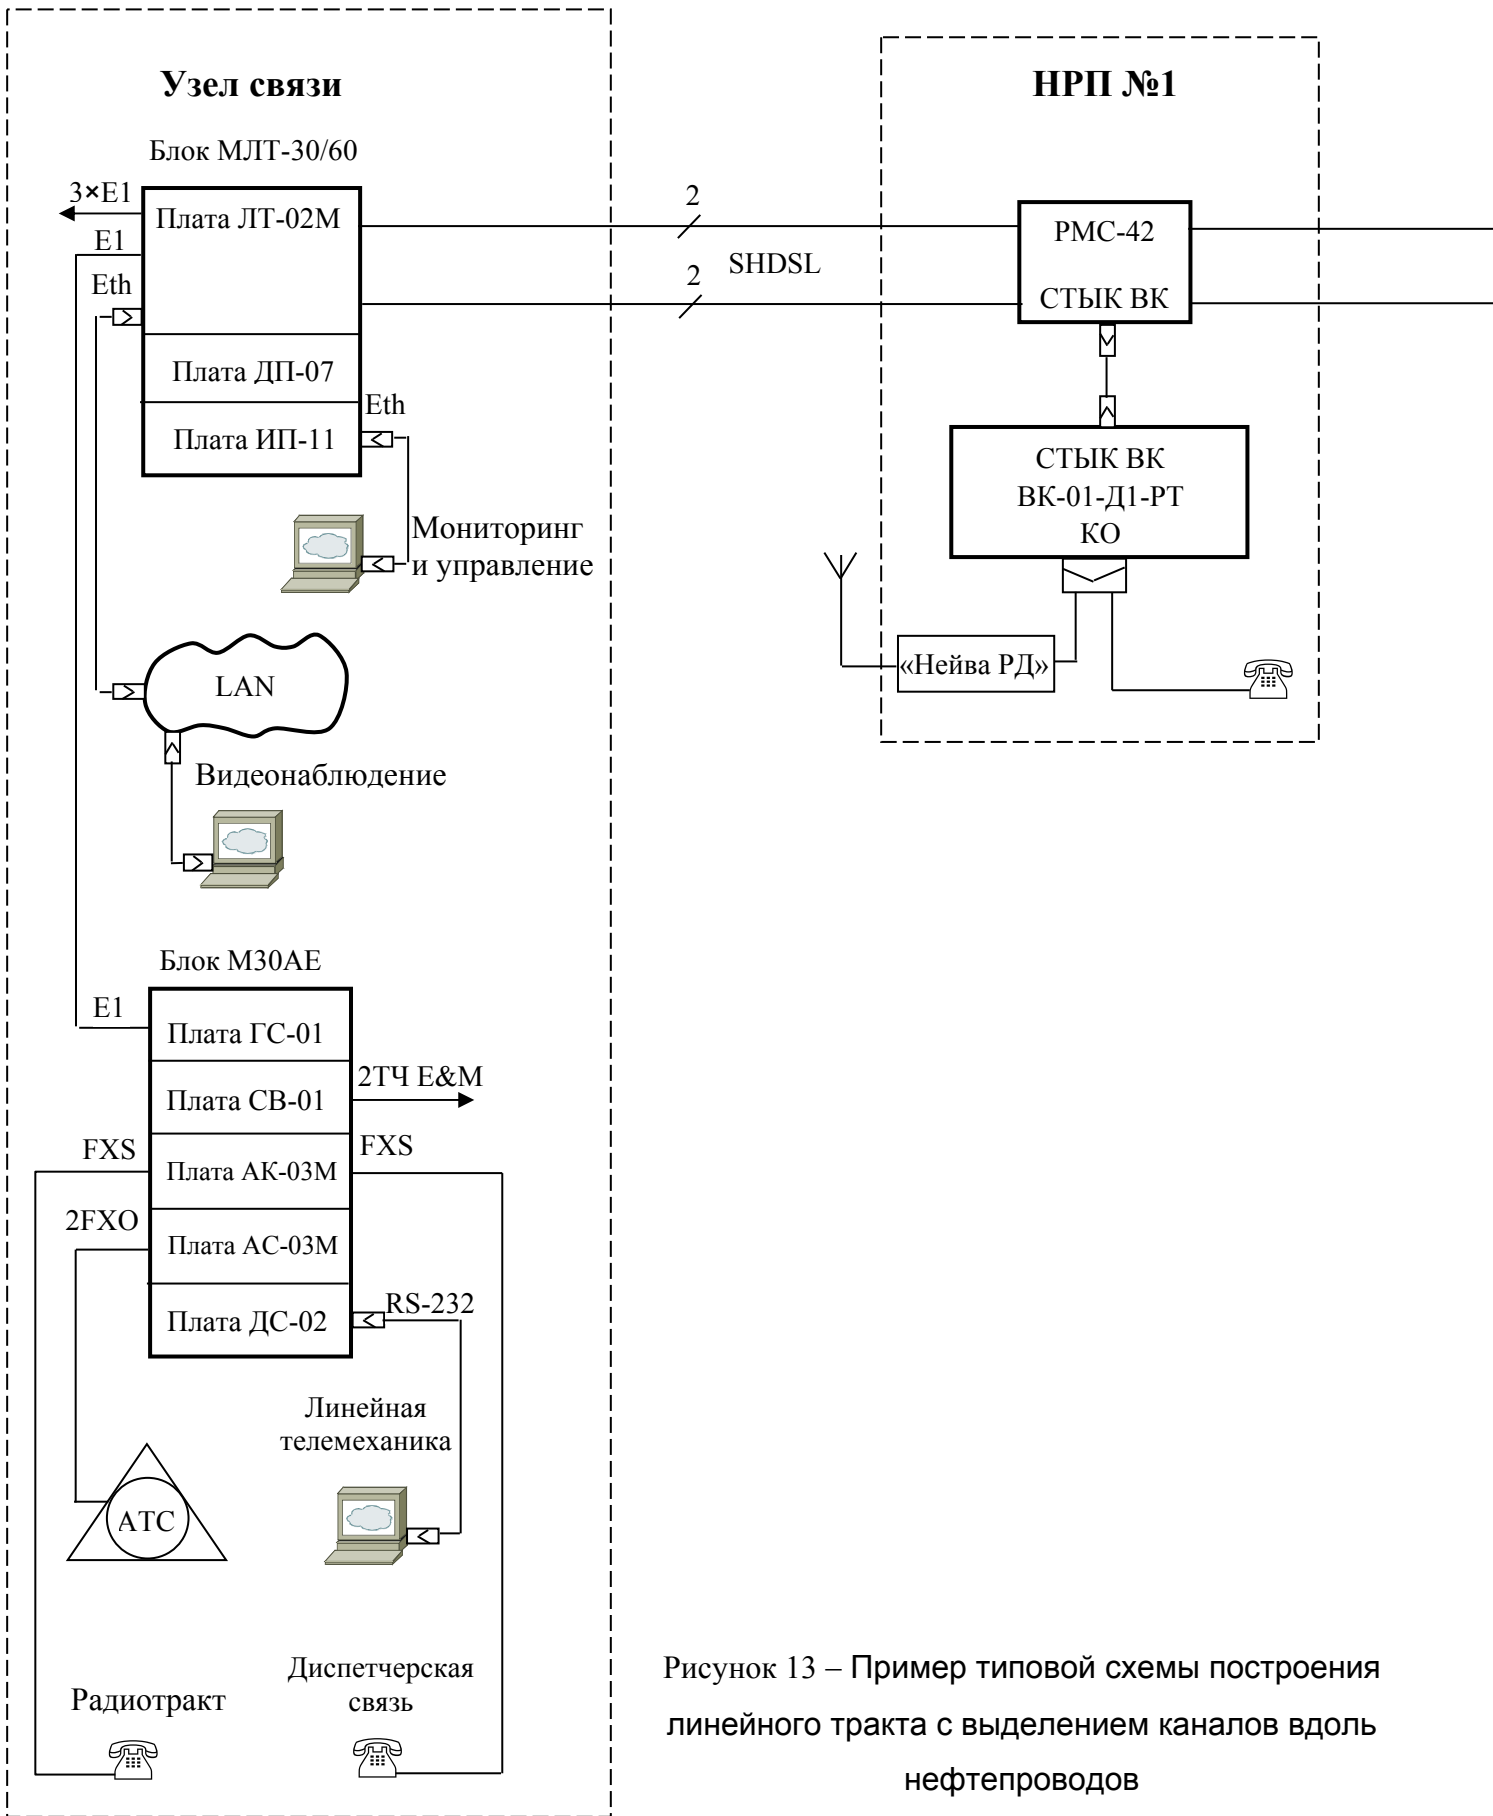 Узел связи
Блок МЛТ-30/60
3×E1
Плата ЛТ-02М
E1
Eth
Плата ДП-07
Eth
Плата ИП-11
Мониторинг
и управление
LAN
Видеонаблюдение
2
SHDSL
2
НРП №1
РМС-42
СТЫК ВК
СТЫК ВК
ВК-01-Д1-РТ
КО
«Нейва РД»
Блок М30АЕ
E1
Плата ГС-01
2ТЧ E&M
Плата СВ-01
FXS
FXS
Плата АК-03М
2FXO
Плата АС-03М
RS-232
Плата ДС-02
Линейная
телемеханика
АТС
Диспетчерская
связь
Радиотракт
Рисунок 13 – Пример типовой схемы построения
линейного тракта с выделением каналов вдоль
нефтепроводов